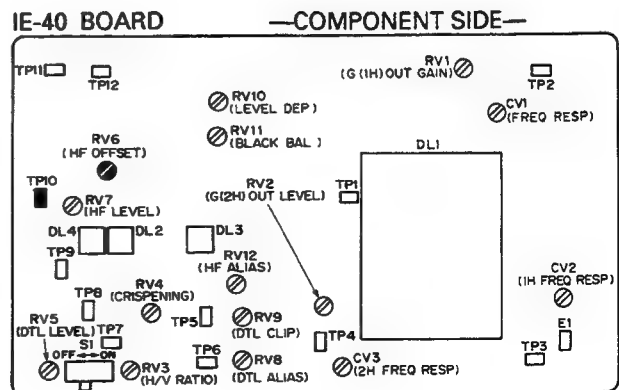 IE-40 BOARD —COMPONENT SIDE—
TP11
TP12
RV1
(G (1H) OUT GAIN)
TP2
RV10
(LEVEL DEP)
CV1
(FREQ RESP)
RV11
(BLACK BAL)
RV6
(HF OFFSET)
DL1
TP10
RV7
(HF LEVEL)
RV2
(G(2H) OUT LEVEL)
TP1
DL4
DL2
DL3
TP9
RV12
(HF ALIAS)
CV2
(1H FREQ RESP)
RV4
(CRISPENING)
TP8
RV5
(DTL LEVEL)
TP5
RV9
(DTL CLIP)
E1
S1
TP7
TP4
OFF↔ON
TP6
RV8
(DTL ALIAS)
TP3
RV3
(H/V RATIO)
CV3
(2H FREQ RESP)